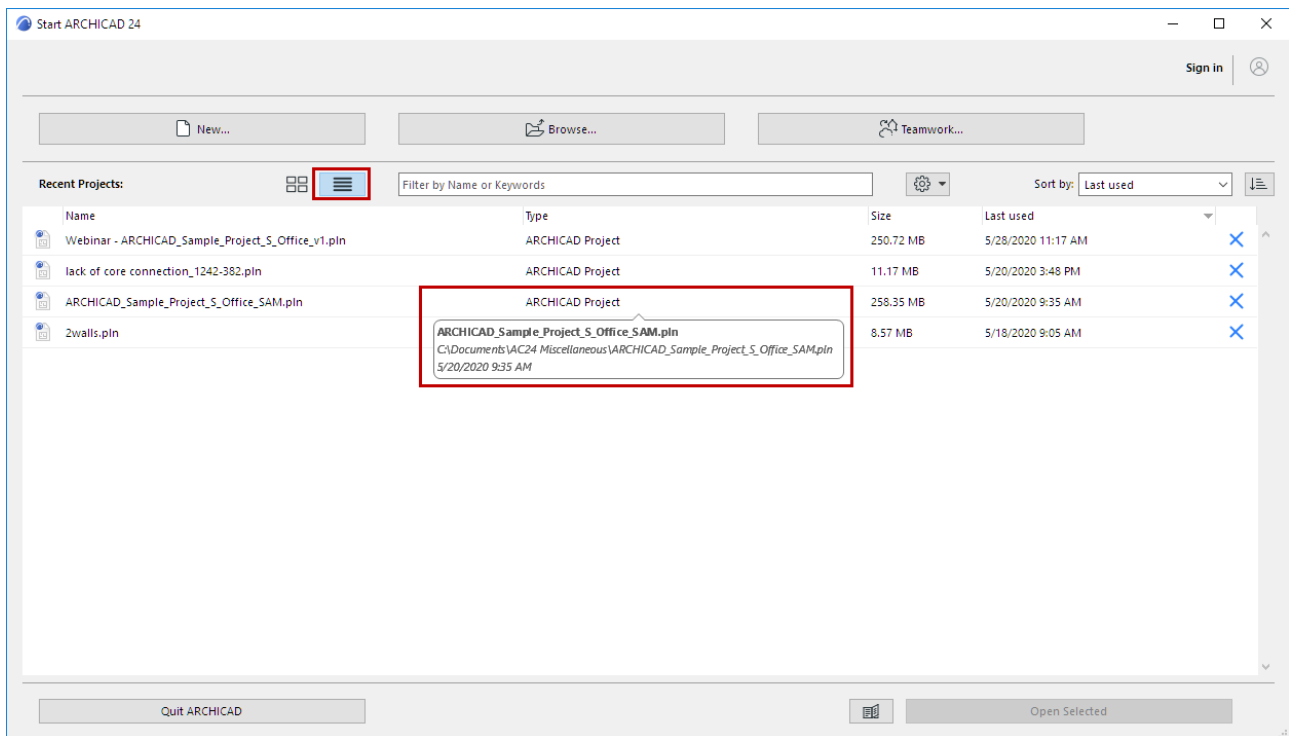 Start ARCHICAD 24
Sign in
New...
Browse...
Teamwork...
Recent Projects:
Filter by Name or Keywords
Sort by: Last used
Name Type Size Last used
Webinar - ARCHICAD_Sample_Project_S_Office_v1.pln ARCHICAD Project 250.72 MB 5/28/2020 11:17 AM
lack of core connection_1242-382.pln ARCHICAD Project 11.17 MB 5/20/2020 3:48 PM
ARCHICAD_Sample_Project_S_Office_SAM.pln ARCHICAD Project 258.35 MB 5/20/2020 9:35 AM
2walls.pln 8.57 MB 5/18/2020 9:05 AM
ARCHICAD_Sample_Project_S_Office_SAM.pln
C:\Documents\AC24 Miscellaneous\ARCHICAD_Sample_Project_S_Office_SAM.pln
5/20/2020 9:35 AM
Quit ARCHICAD
Open Selected